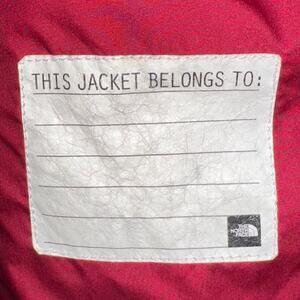 THIS JACKET BELONGS TO:
THE
NORTH
FACE